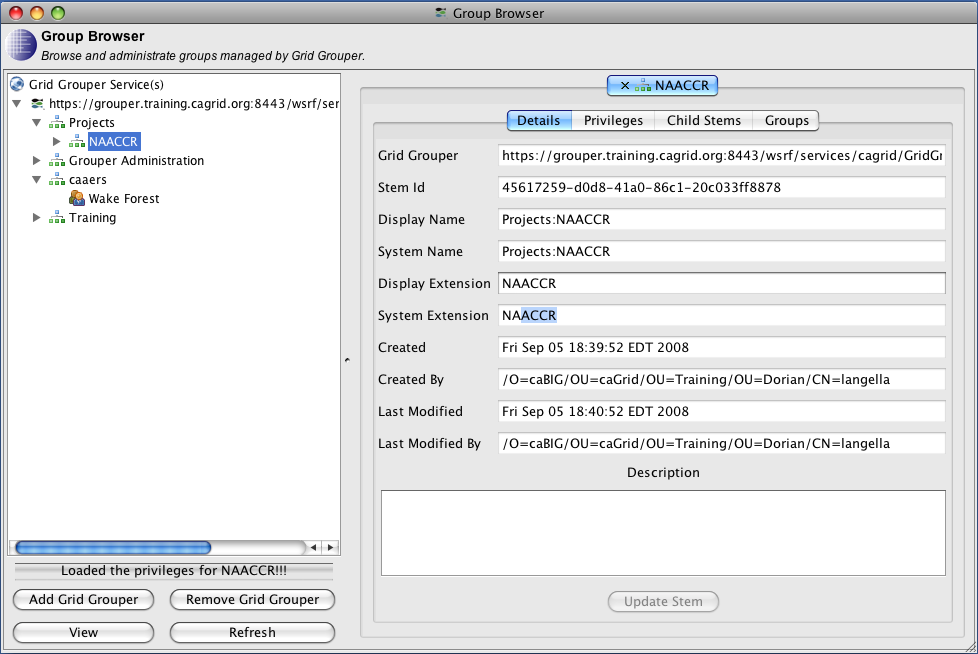 Group Browser
Group Browser
Browse and administrate groups managed by Grid Grouper.
Grid Grouper Service(s)
https://grouper.training.cagrid.org:8443/wsrf/ser
Projects
NAACCR
Grouper Administration
caaers
Wake Forest
Training
Loaded the privileges for NAACCR!!!
Add Grid Grouper Remove Grid Grouper
View Refresh
NAACCR
Details Privileges Child Stems Groups
Grid Grouper https://grouper.training.cagrid.org:8443/wsrf/services/cagrid/GridGr
Stem Id 45617259-d0d8-41a0-86c1-20c033ff8878
Display Name Projects:NAACCR
System Name Projects:NAACCR
Display Extension NAACCR
System Extension NAACCR
Created Fri Sep 05 18:39:52 EDT 2008
Created By /O=caBIG/OU=caGrid/OU=Training/OU=Dorian/CN=langella
Last Modified Fri Sep 05 18:40:52 EDT 2008
Last Modified By /O=caBIG/OU=caGrid/OU=Training/OU=Dorian/CN=langella
Description
Update Stem